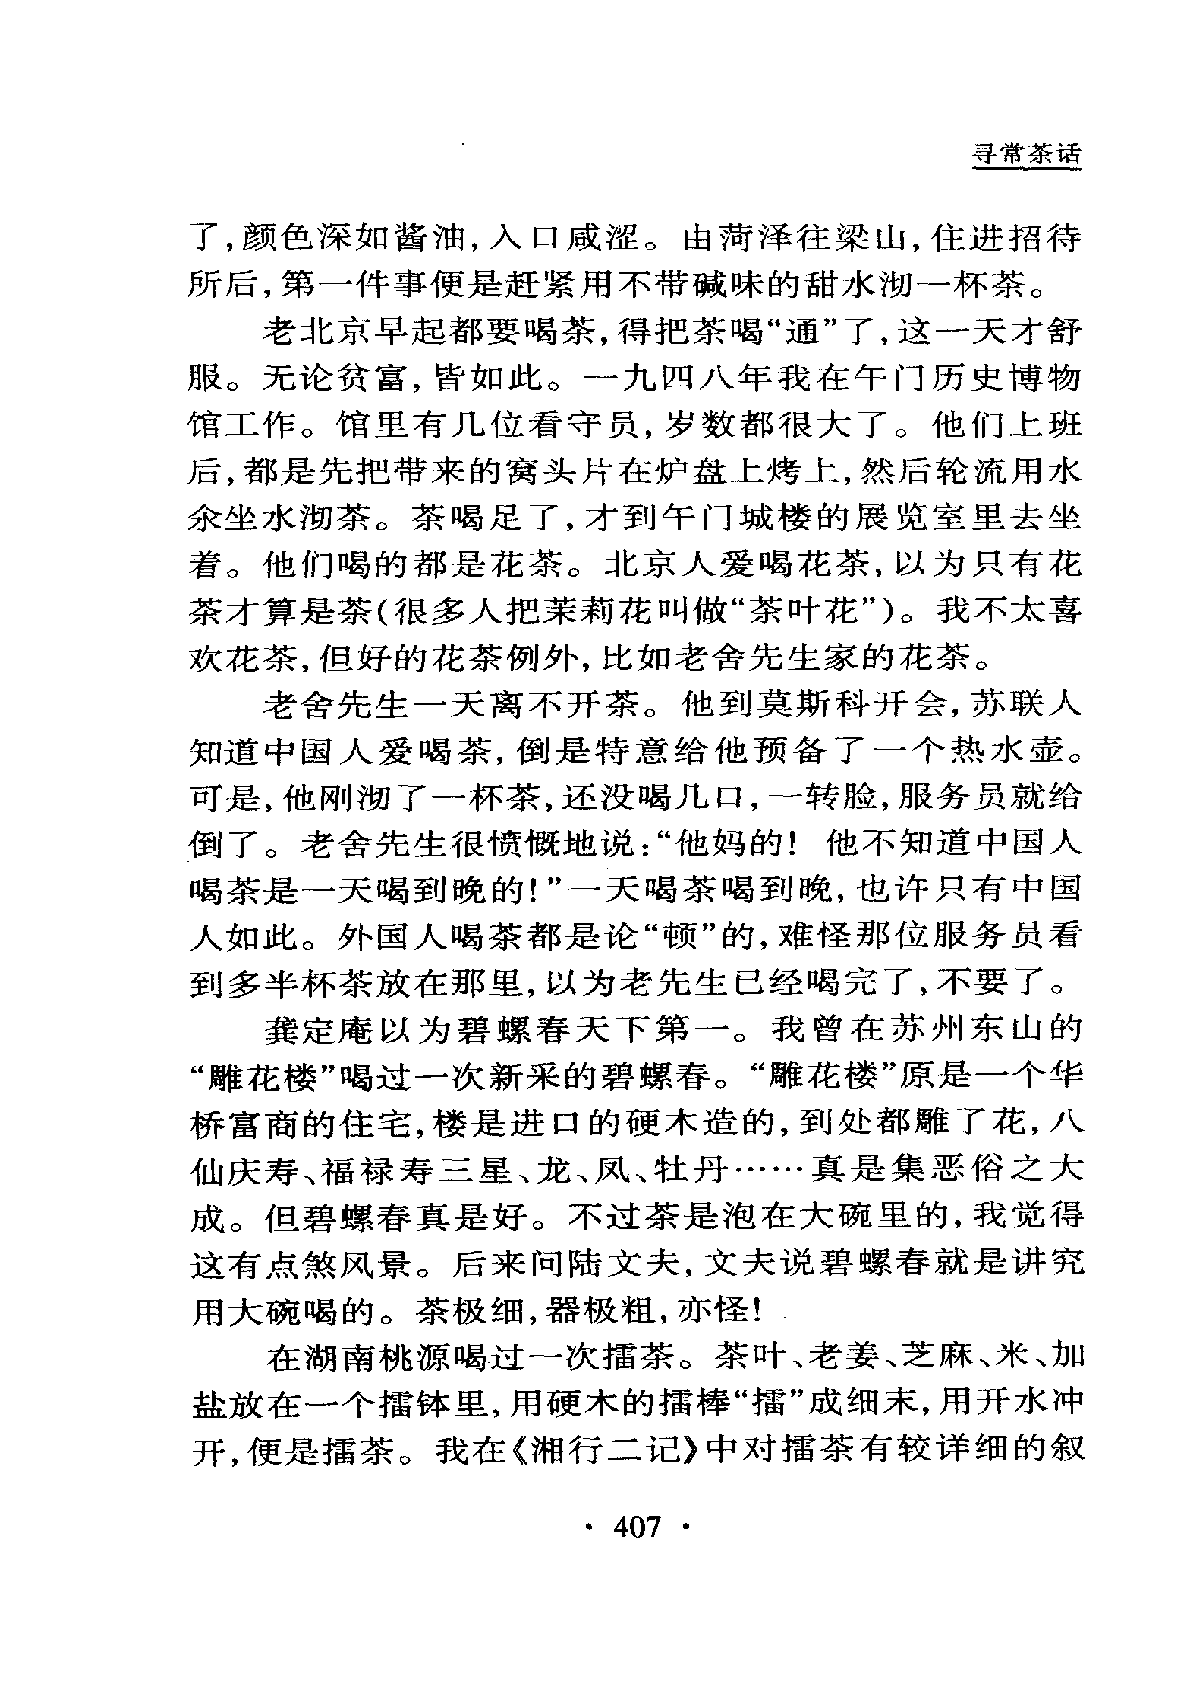 寻常茶话
了,颜色深如酱油,入口咸涩。由菏泽往梁山,住进招待
所后,第一件事便是赶紧用不带碱味的甜水沏一杯茶。
老北京早起都要喝茶,得把茶喝“通”了,这一天才舒
服。无论贫富,皆如此。一九四八年我在午门历史博物
馆工作。馆里有几位看守员,岁数都很大了。他们上班
后,都是先把带来的窝头片在炉盘上烤上,然后轮流用水
汆坐水沏茶。茶喝足了,才到午门城楼的展览室里去坐
着。他们喝的都是花茶。北京人爱喝花茶,以为只有花
茶才算是茶(很多人把茉莉花叫做“茶叶花”)。我不太喜
欢花茶,但好的花茶例外,比如老舍先生家的花茶。
老舍先生一天离不开茶。他到莫斯科开会,苏联人
知道中国人爱喝茶,倒是特意给他预备了一个热水壶。
可是,他刚沏了一杯茶,还没喝几口,一转脸,服务员就给
倒了。老舍先生很愤慨地说:“他妈的! 他不知道中国人
喝茶是一天喝到晚的!”一天喝茶喝到晚,也许只有中国
人如此。外国人喝茶都是论“顿”的,难怪那位服务员看
到多半杯茶放在那里,以为老先生已经喝完了,不要了。
龚定庵以为碧螺春天下第一。我曾在苏州东山的
“雕花楼”喝过一次新采的碧螺春。“雕花楼”原是一个华
桥富商的住宅,楼是进口的硬木造的,到处都雕了花,八
仙庆寿、福禄寿三星、龙、凤、牡丹……真是集恶俗之大
成。但碧螺春真是好。不过茶是泡在大碗里的,我觉得
这有点煞风景。后来问陆文夫,文夫说碧螺春就是讲究
用大碗喝的。茶极细,器极粗,亦怪!
在湖南桃源喝过一次擂茶。茶叶、老姜、芝麻、米、加
盐放在一个擂钵里,用硬木的擂棒“擂”成细末,用开水冲
开,便是擂茶。我在《湘行二记》中对擂茶有较详细的叙
· 407 ·